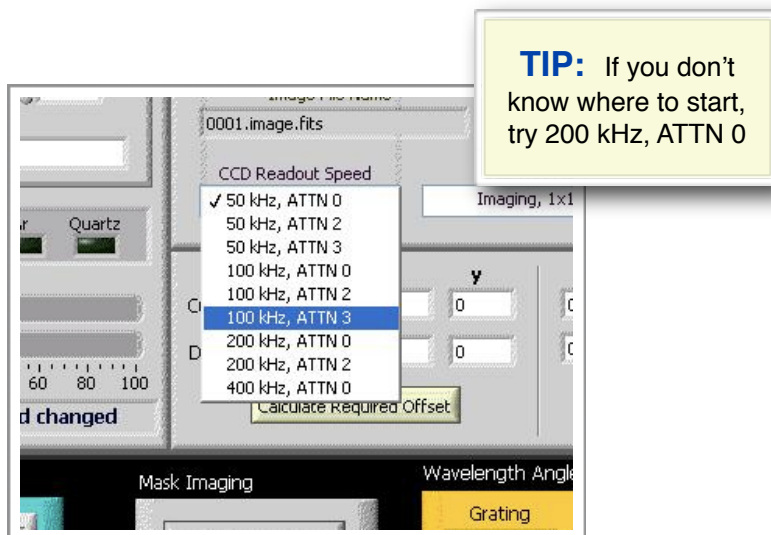 TIP: If you don't
know where to start,
try 200 kHz, ATTN 0
0001.image.fits
CCD Readout Speed
✓ 50 kHz, ATTN 0
50 kHz, ATTN 2
50 kHz, ATTN 3
100 kHz, ATTN 0
100 kHz, ATTN 2
100 kHz, ATTN 3
200 kHz, ATTN 0
200 kHz, ATTN 2
400 kHz, ATTN 0
Imaging, 1x1
Quartz
y
0
0
60 80 100
d changed
Calculate Required Offset
Mask Imaging
Wavelength Angle
Grating